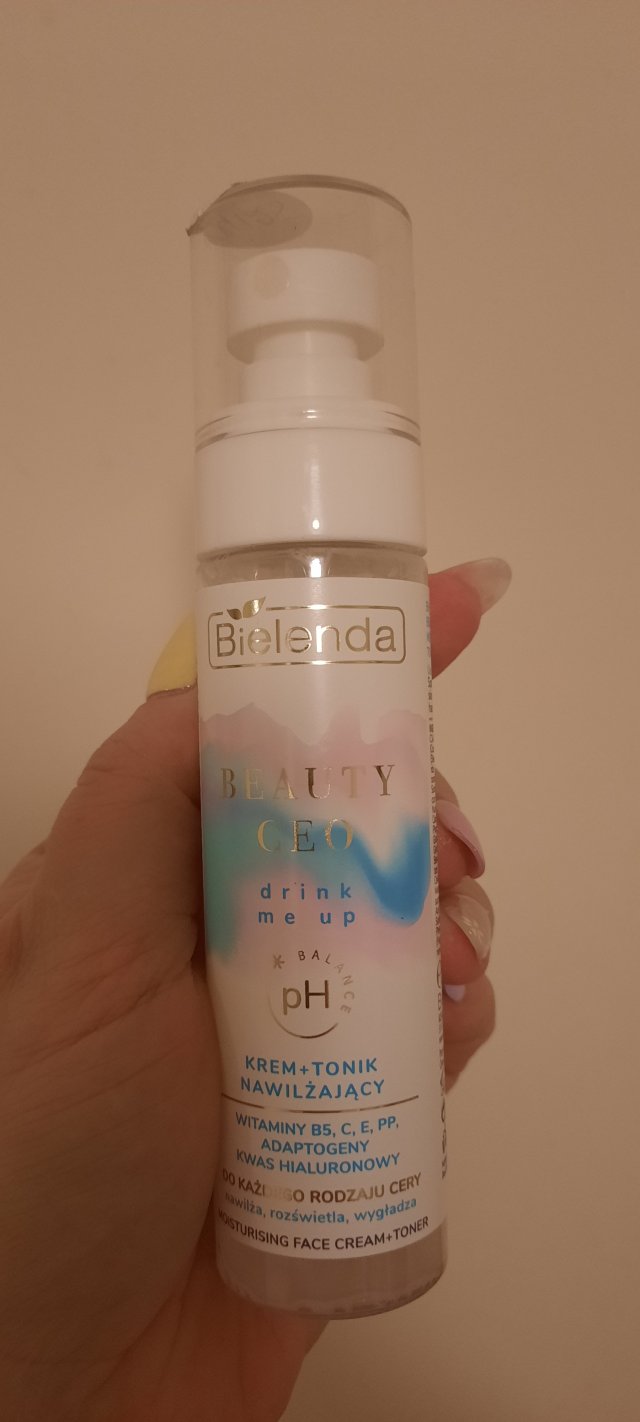 Bielenda
BEAUTY
CEO
drink
me up
BALANCE
pH
KREM+TONIK
NAWILŻAJĄCY
WITAMINY B5, C, E, PP,
ADAPTOGENY
KWAS HIALURONOWY
DO KAŻDEGO RODZAJU CERY
nawilża, rozświetla, wygładza
MOISTURISING FACE CREAM+TONER